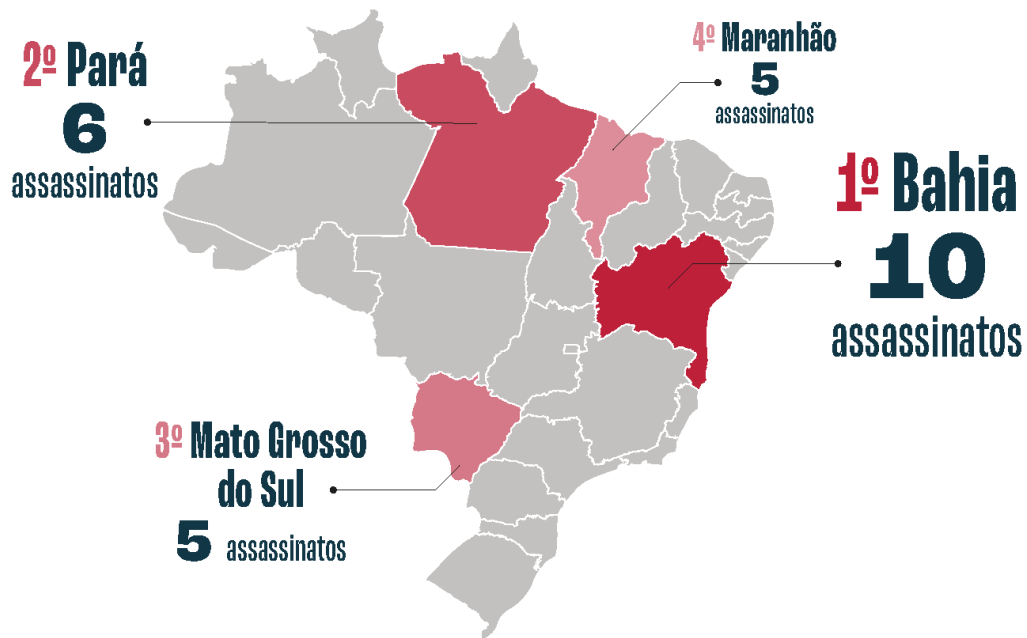 2º Pará
6
assassinatos
4º Maranhão
5
assassinatos
1º Bahia
10
assassinatos
3º Mato Grosso
do Sul
5 assassinatos